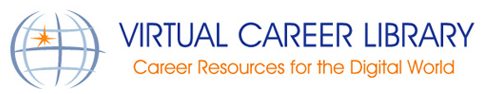 VIRTUAL CAREER LIBRARY
Career Resources for the Digital World